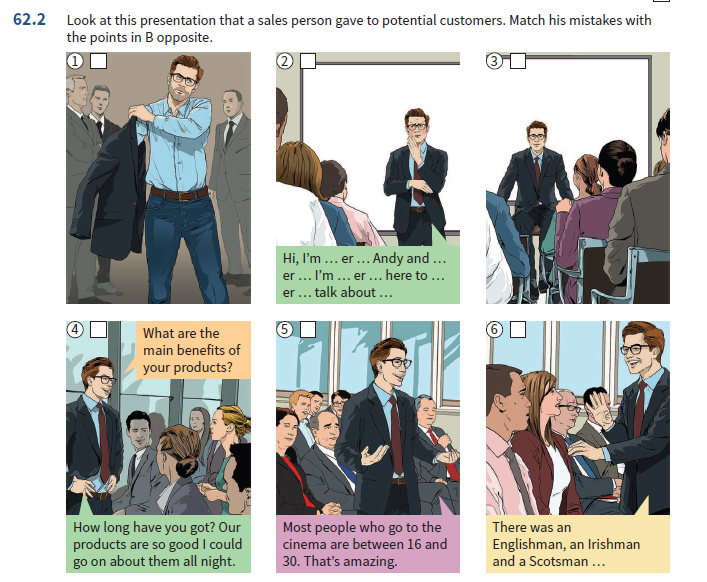 62.2 Look at this presentation that a sales person gave to potential customers. Match his mistakes with
the points in B opposite.
1
2
3
Hi, I’m … er … Andy and …
er … I’m … er … here to …
er … talk about …
4
What are the
main benefits of
your products?
How long have you got? Our
products are so good I could
go on about them all night.
5
Most people who go to the
cinema are between 16 and
30. That’s amazing.
6
There was an
Englishman, an Irishman
and a Scotsman …